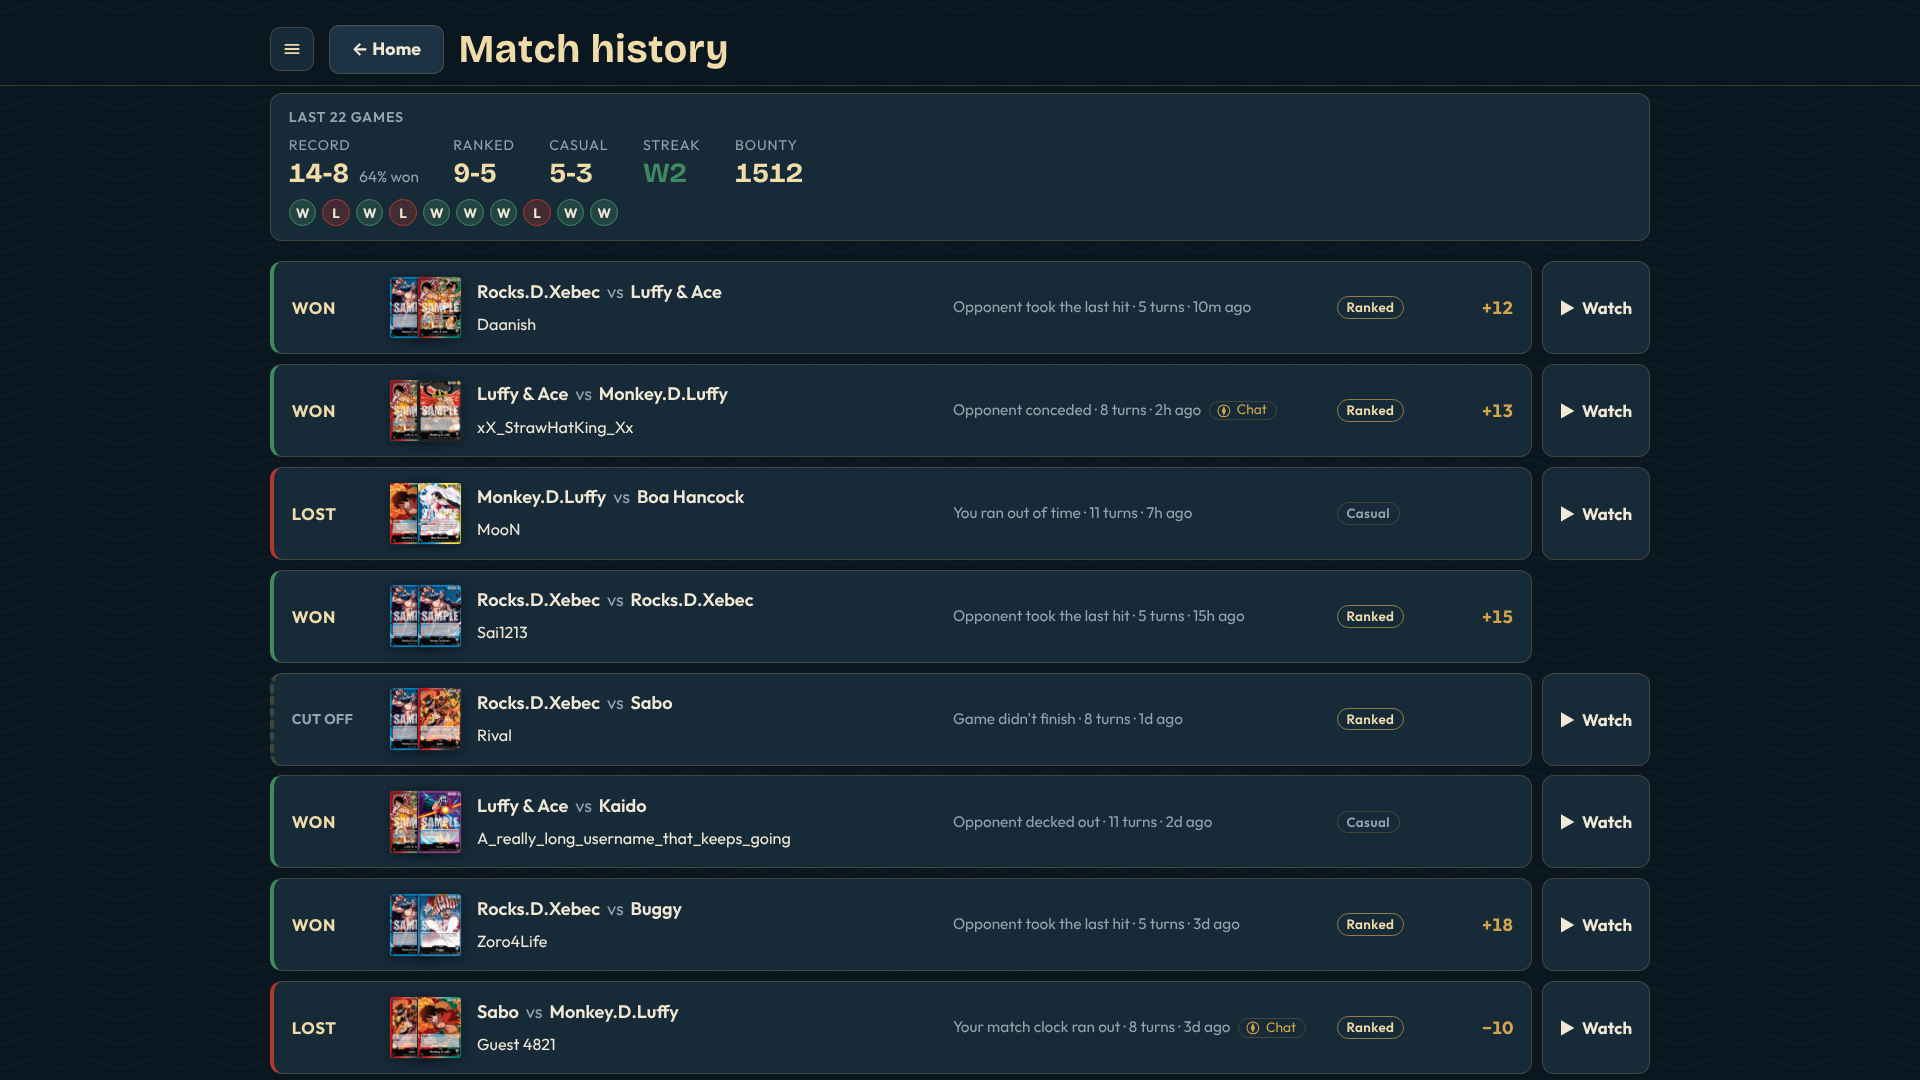 ← Home
Match history
LAST 22 GAMES
RECORD RANKED CASUAL STREAK BOUNTY
14-8 64% won 9-5 5-3 W2 1512
W L W L W W W L W W
WON
Rocks.D.Xebec vs Luffy & Ace
Daanish
Opponent took the last hit · 5 turns · 10m ago
Ranked
+12
Watch
WON
Luffy & Ace vs Monkey.D.Luffy
xX_StrawHatKing_Xx
Opponent conceded · 8 turns · 2h ago
Chat
Ranked
+13
Watch
LOST
Monkey.D.Luffy vs Boa Hancock
MooN
You ran out of time · 11 turns · 7h ago
Casual
Watch
WON
Rocks.D.Xebec vs Rocks.D.Xebec
Sai1213
Opponent took the last hit · 5 turns · 15h ago
Ranked
+15
CUT OFF
Rocks.D.Xebec vs Sabo
Rival
Game didn't finish · 8 turns · 1d ago
Ranked
Watch
WON
Luffy & Ace vs Kaido
A_really_long_username_that_keeps_going
Opponent decked out · 11 turns · 2d ago
Casual
Watch
WON
Rocks.D.Xebec vs Buggy
Zoro4Life
Opponent took the last hit · 5 turns · 3d ago
Ranked
+18
Watch
LOST
Sabo vs Monkey.D.Luffy
Guest 4821
Your match clock ran out · 8 turns · 3d ago
Chat
Ranked
−10
Watch